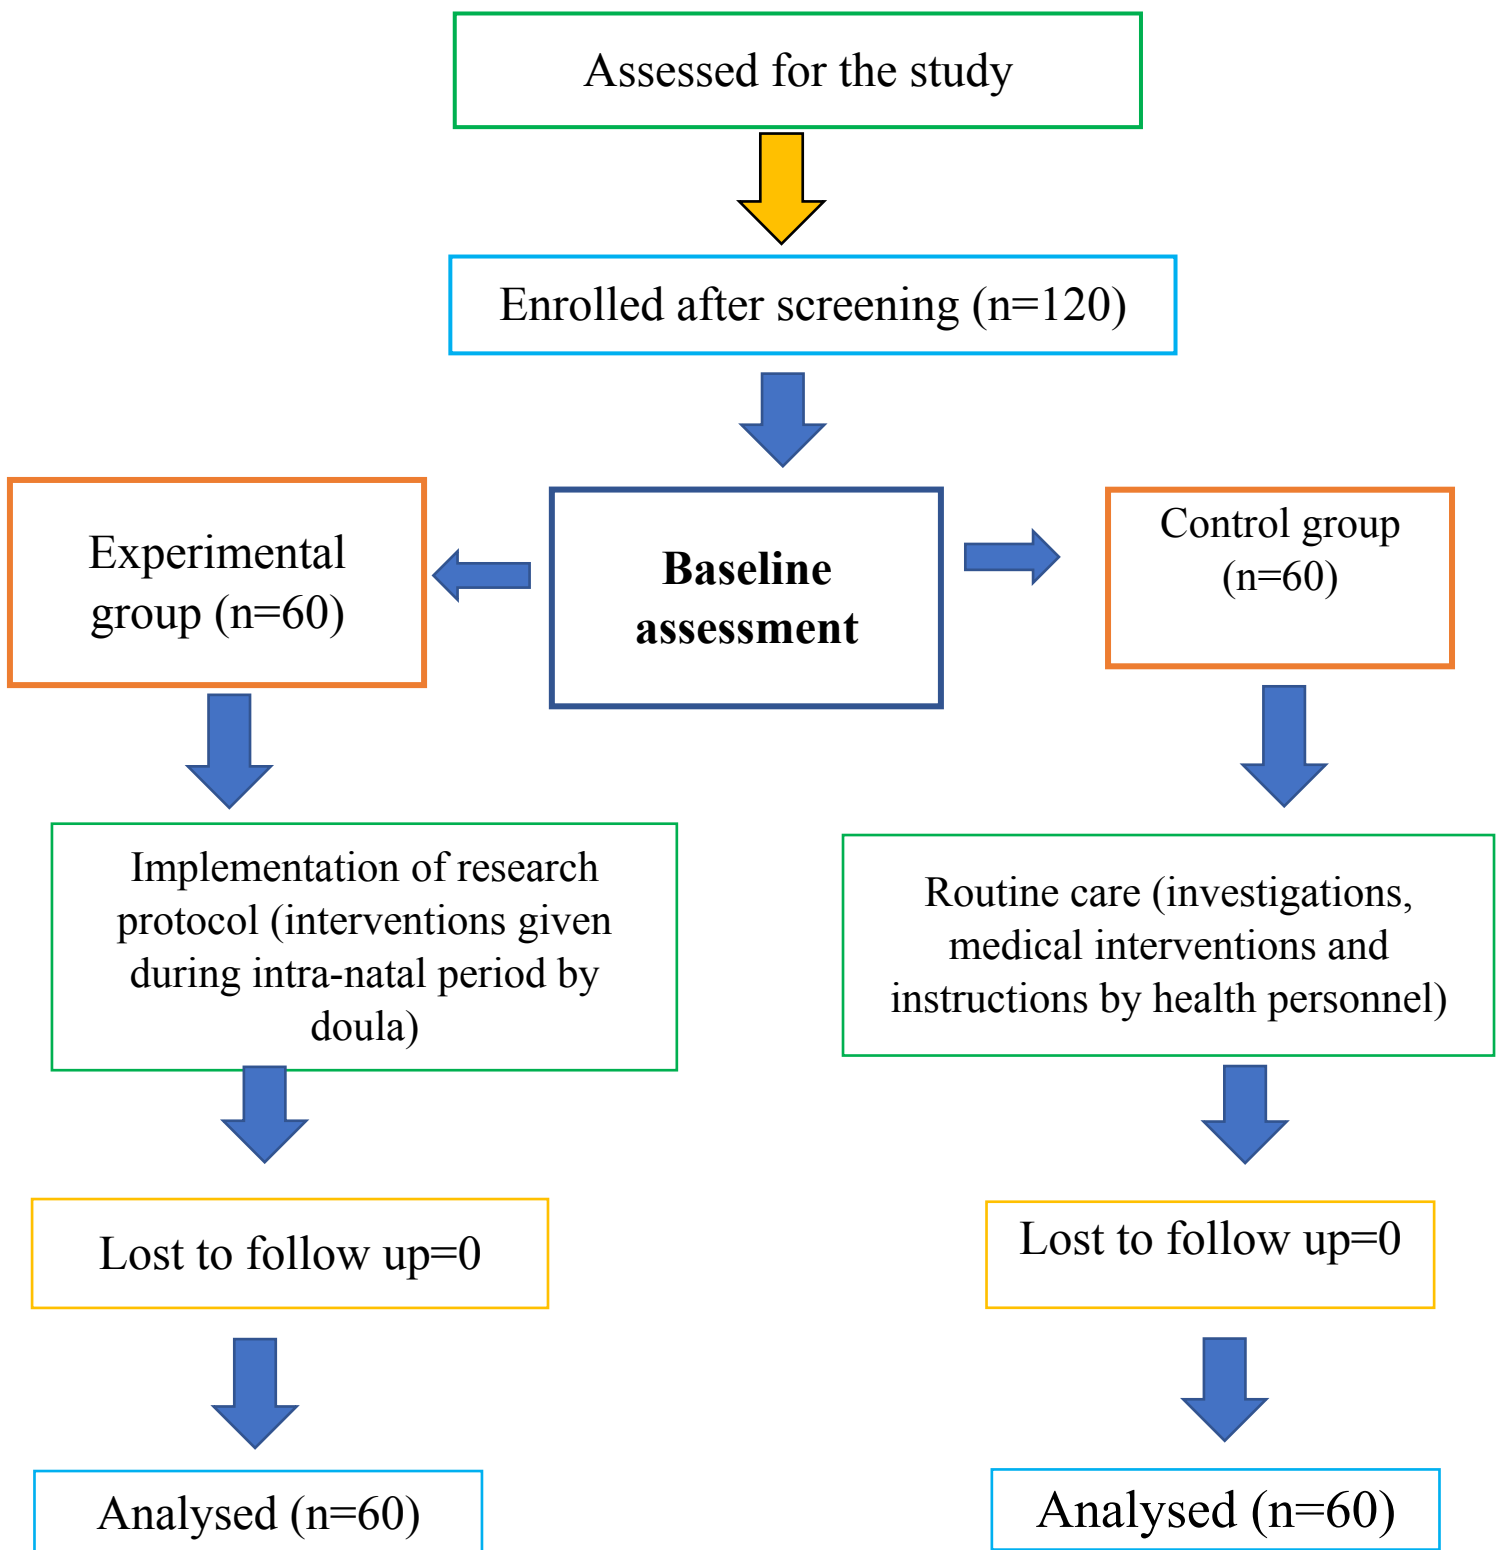 Assessed for the study
Enrolled after screening (n=120)
Experimental
group (n=60)
Baseline
assessment
Control group
(n=60)
Implementation of research
protocol (interventions given
during intra-natal period by
doula)
Routine care (investigations,
medical interventions and
instructions by health personnel)
Lost to follow up=0
Lost to follow up=0
Analysed (n=60)
Analysed (n=60)